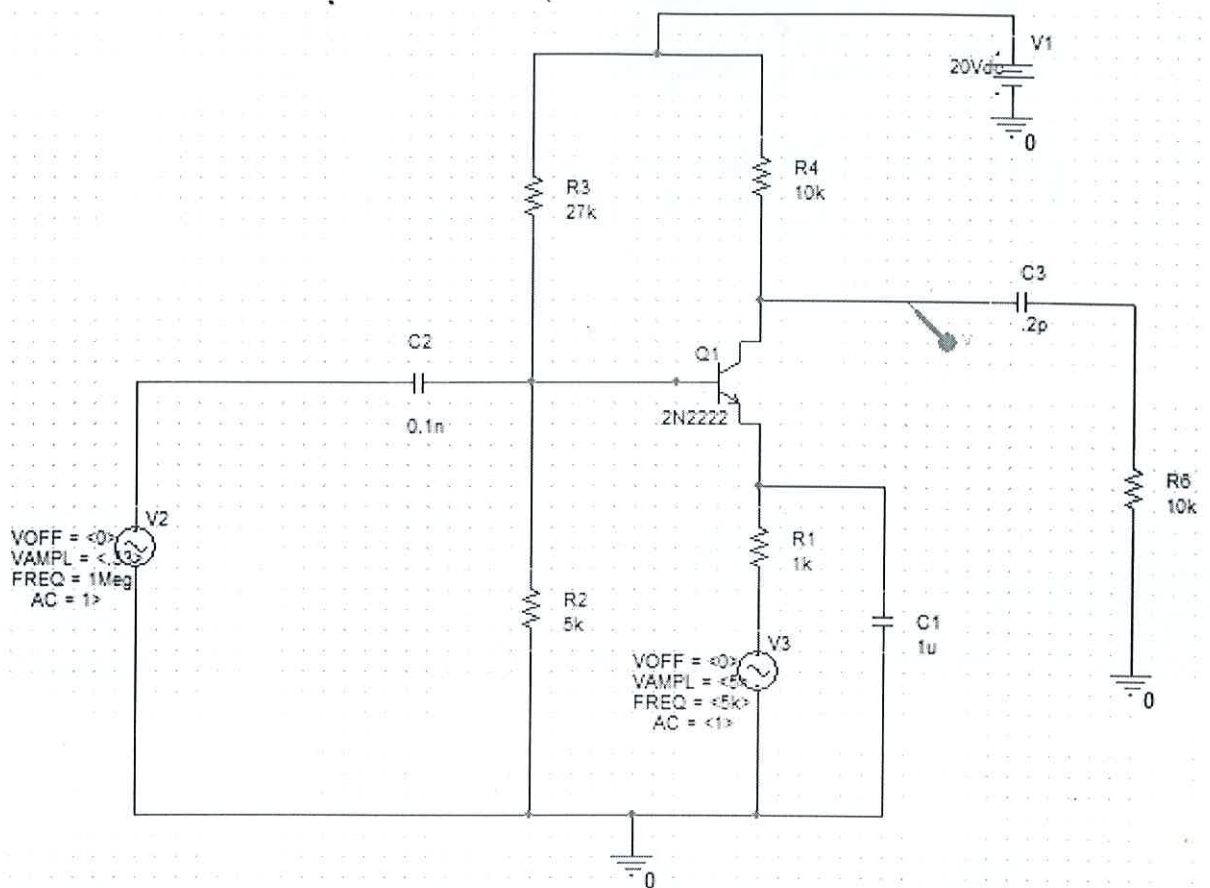 V1
20Vdc
0
R4
10k
R3
27k
C3
.2p
C2
0.1n
Q1
2N2222
V2
VOFF = <0>
VAMPL = <.33>
FREQ = 1Meg
AC = 1>
R2
5k
R1
1k
V3
VOFF = <0>
VAMPL = <5>
FREQ = <5k>
AC = <1>
C1
1u
R6
10k
0
0